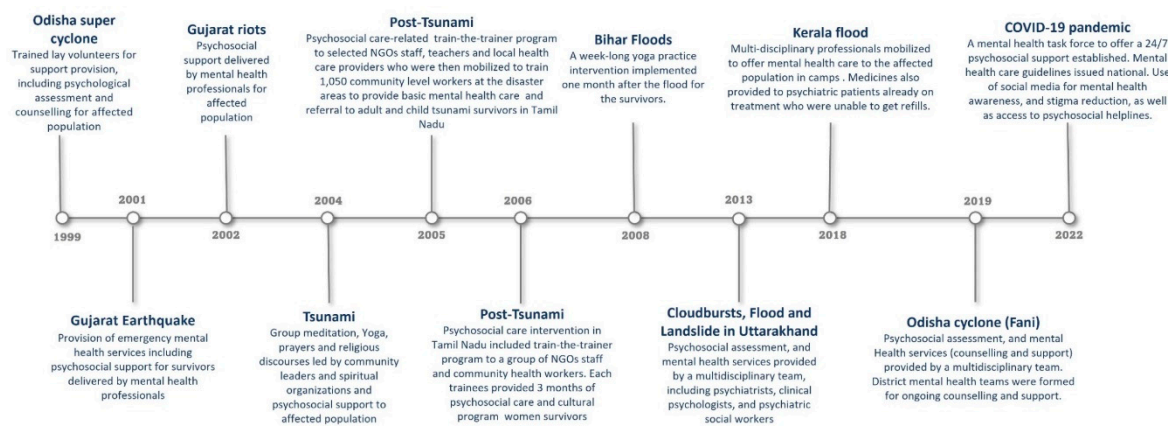 Odisha super
cyclone
Trained lay volunteers for
support provision,
including psychological
assessment and
counselling for affected
population
Gujarat riots
Psychosocial
support delivered
by mental health
professionals for
affected
population
Post-Tsunami
Psychosocial care-related train-the-trainer program
to selected NGOs staff, teachers and local health
care providers who were then mobilized to train
1,050 community level workers at the disaster
areas to provide basic mental health care and
referral to adult and child tsunami survivors in Tamil
Nadu
Bihar Floods
A week-long yoga practice
intervention implemented
one month after the flood
for the survivors.
Kerala flood
Multi-disciplinary professionals mobilized
to offer mental health care to the affected
population in camps . Medicines also
provided to psychiatric patients already on
treatment who were unable to get refills.
COVID-19 pandemic
A mental health task force to offer a 24/7
psychosocial support established. Mental
health care guidelines issued national. Use
of social media for mental health
awareness, and stigma reduction, as well
as access to psychosocial helplines.
2001
2004
2006
2013
2019
1999
2002
2005
2008
2018
2022
Gujarat Earthquake
Provision of emergency mental
health services including
psychosocial support for survivors
delivered by mental health
professionals
Tsunami
Group meditation, Yoga,
prayers and religious
discourses led by community
leaders and spiritual
organizations and
psychosocial support to
affected population
Post-Tsunami
Psychosocial care intervention in
Tamil Nadu included train-the-trainer
program to a group of NGOs staff
and community health workers. Each
trainees provided 3 months of
psychosocial care and cultural
program women survivors
Cloudbursts, Flood and
Landslide in Uttarakhand
Psychosocial assessment, and
mental health services provided
by a multidisciplinary team,
including psychiatrists, clinical
psychologists, and psychiatric
social workers
Odisha cyclone (Fani)
Psychosocial assessment, and mental
Health services (counselling and support)
provided by a multidisciplinary team.
District mental health teams were formed
for ongoing counselling and support.